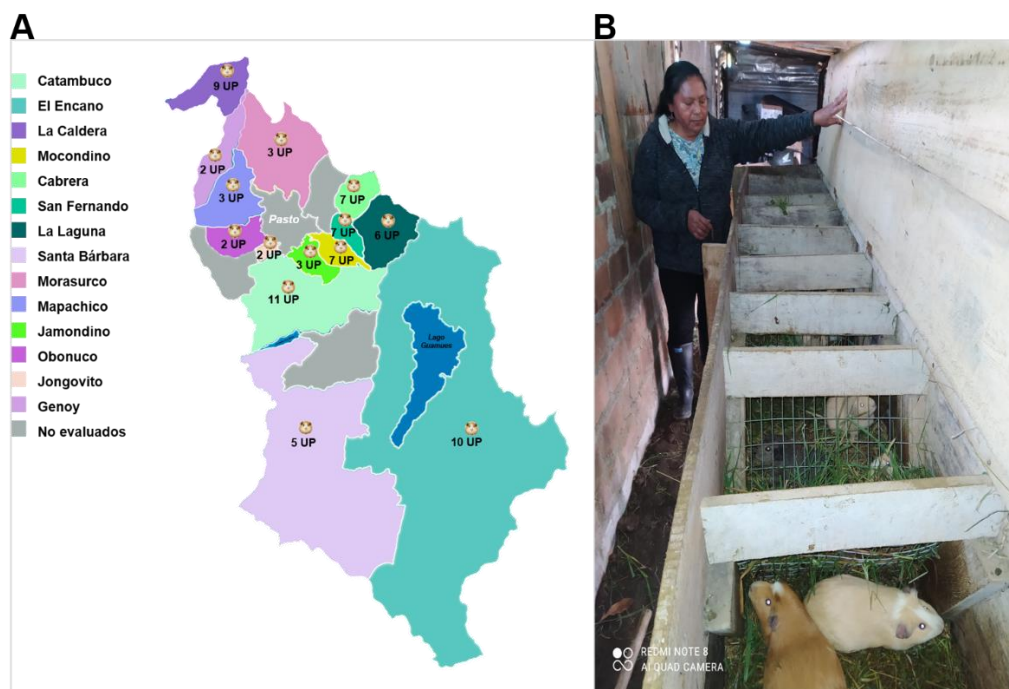 A
B
Catambuco
El Encano
La Caldera
Mocondino
Cabrera
San Fernando
La Laguna
Santa Bárbara
Morasurco
Mapachico
Jamondino
Obonuco
Jongovito
Genoy
No evaluados
9 UP
3 UP
2 UP
3 UP
7 UP
Pasto
7 UP
6 UP
2 UP
2 UP
3 UP
7 UP
11 UP
Lago
Guamues
5 UP
10 UP
REDMI NOTE 8
AI QUAD CAMERA